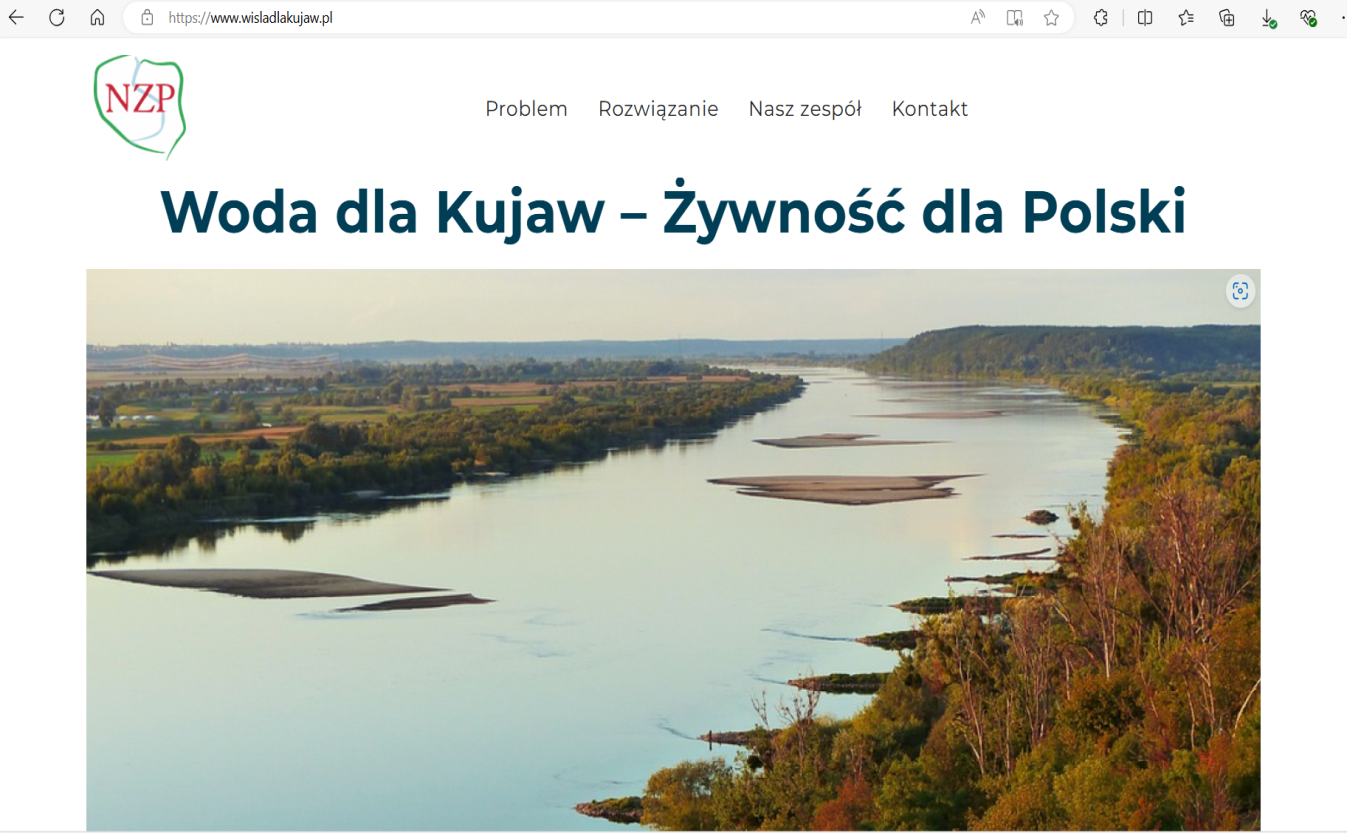 https://www.wisladlakujaw.pl
NZP
Problem Rozwiązanie Nasz zespół Kontakt
Woda dla Kujaw – Żywność dla Polski